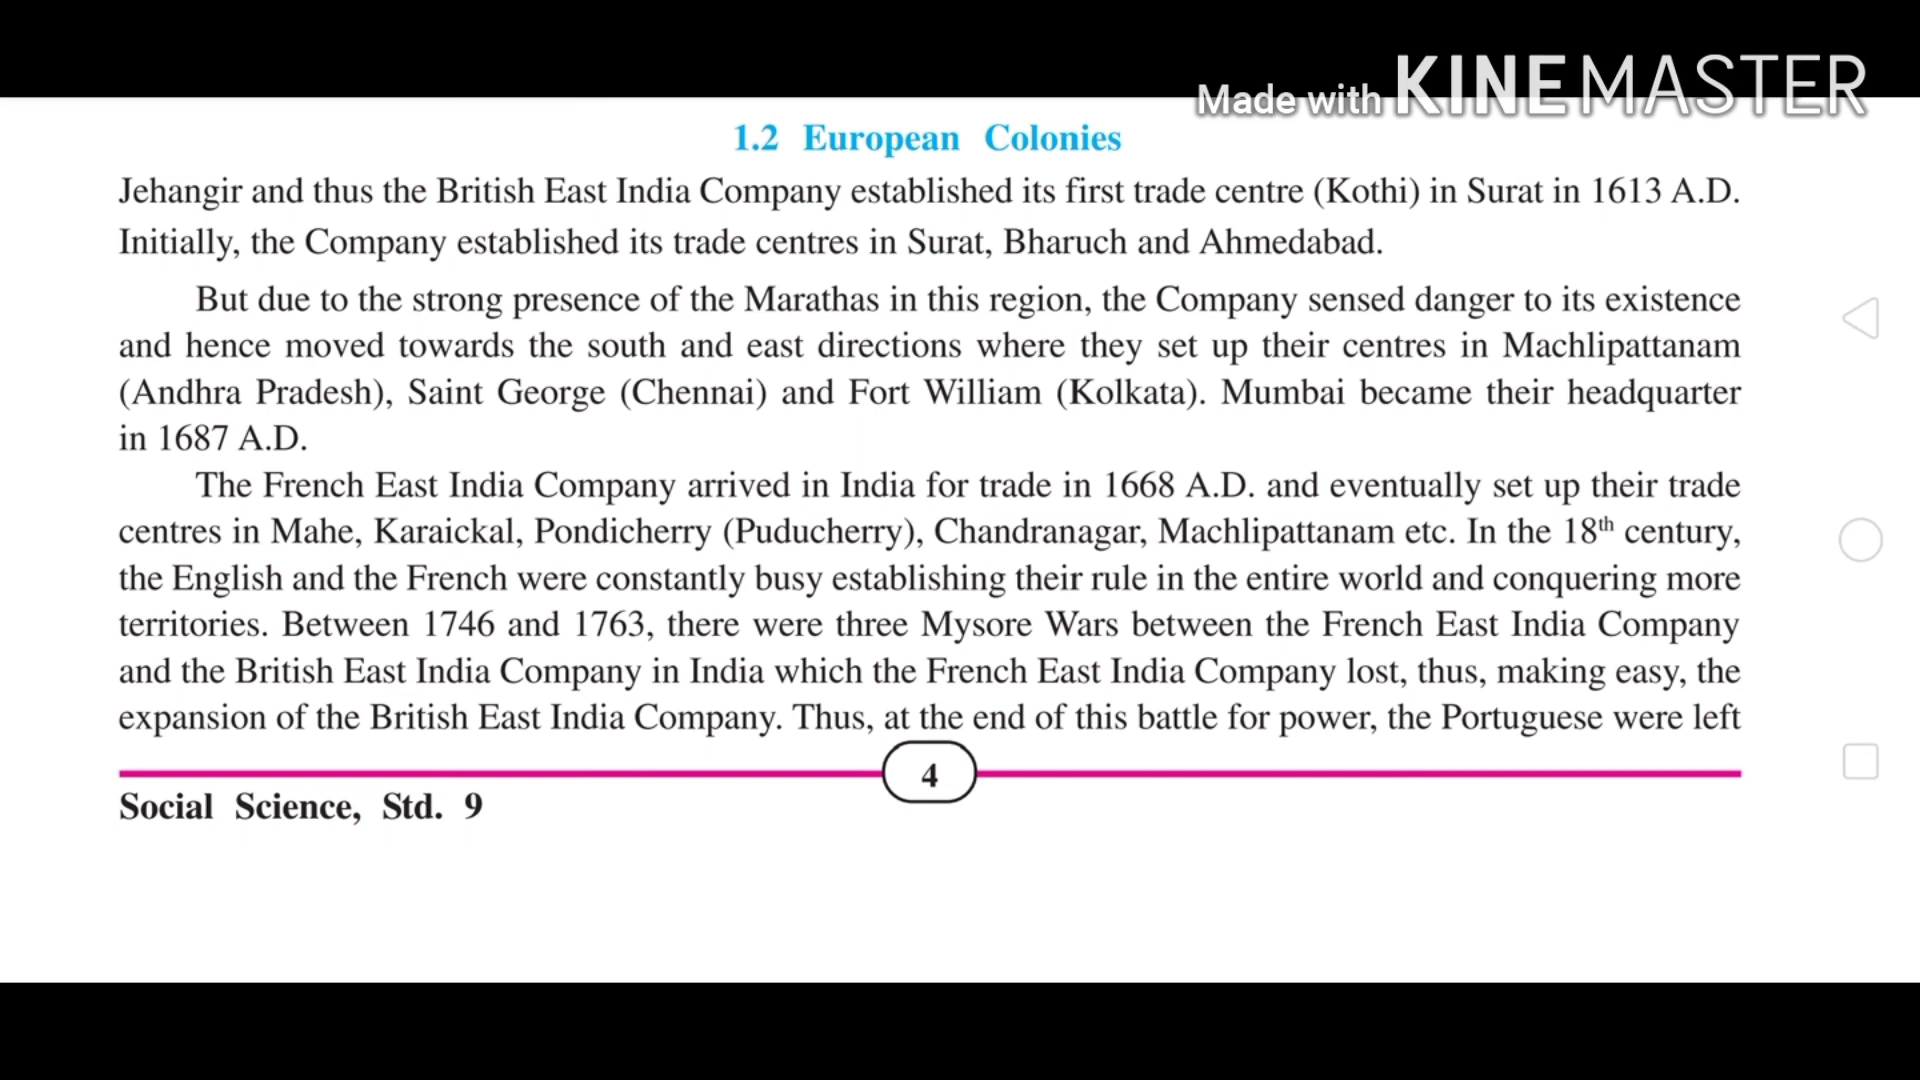 Made with KINEMASTER
1.2 European Colonies
Jehangir and thus the British East India Company established its first trade centre (Kothi) in Surat in 1613 A.D.
Initially, the Company established its trade centres in Surat, Bharuch and Ahmedabad.
But due to the strong presence of the Marathas in this region, the Company sensed danger to its existence
and hence moved towards the south and east directions where they set up their centres in Machlipattanam
(Andhra Pradesh), Saint George (Chennai) and Fort William (Kolkata). Mumbai became their headquarter
in 1687 A.D.
The French East India Company arrived in India for trade in 1668 A.D. and eventually set up their trade
centres in Mahe, Karaickal, Pondicherry (Puducherry), Chandranagar, Machlipattanam etc. In the 18th century,
the English and the French were constantly busy establishing their rule in the entire world and conquering more
territories. Between 1746 and 1763, there were three Mysore Wars between the French East India Company
and the British East India Company in India which the French East India Company lost, thus, making easy, the
expansion of the British East India Company. Thus, at the end of this battle for power, the Portuguese were left
4
Social Science, Std. 9